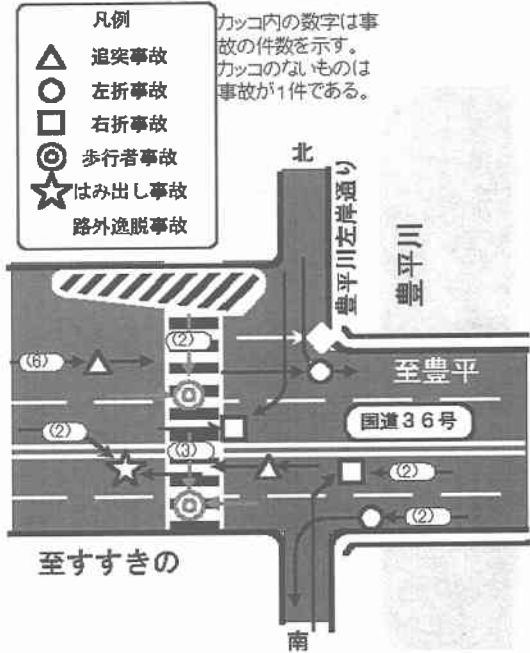 凡例
追突事故
左折事故
右折事故
歩行者事故
はみ出し事故
路外逸脱事故
カッコ内の数字は事
故の件数を示す。
カッコのないものは
事故が1件である。
北
豊平川左岸通り
豊平川
(2)
(6)
至豊平
(2)
国道36号
(3)
(2)
(2)
至すすきの
南